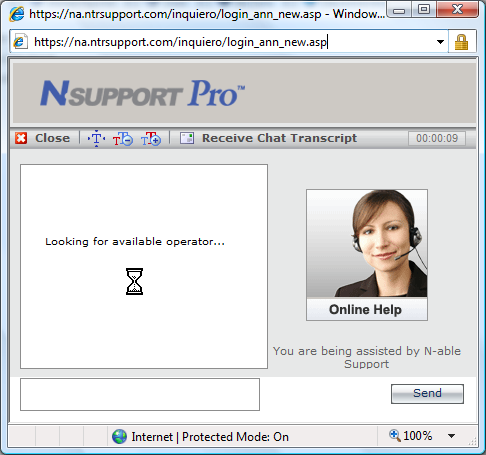 https://na.ntrsupport.com/inquiero/login_ann_new.asp - Window...
https://na.ntrsupport.com/inquiero/login_ann_new.asp
NSUPPORT Pro™
Close T T T Receive Chat Transcript 00:00:09
Looking for available operator...
Online Help
You are being assisted by N-able
Support
Send
Internet | Protected Mode: On 100%